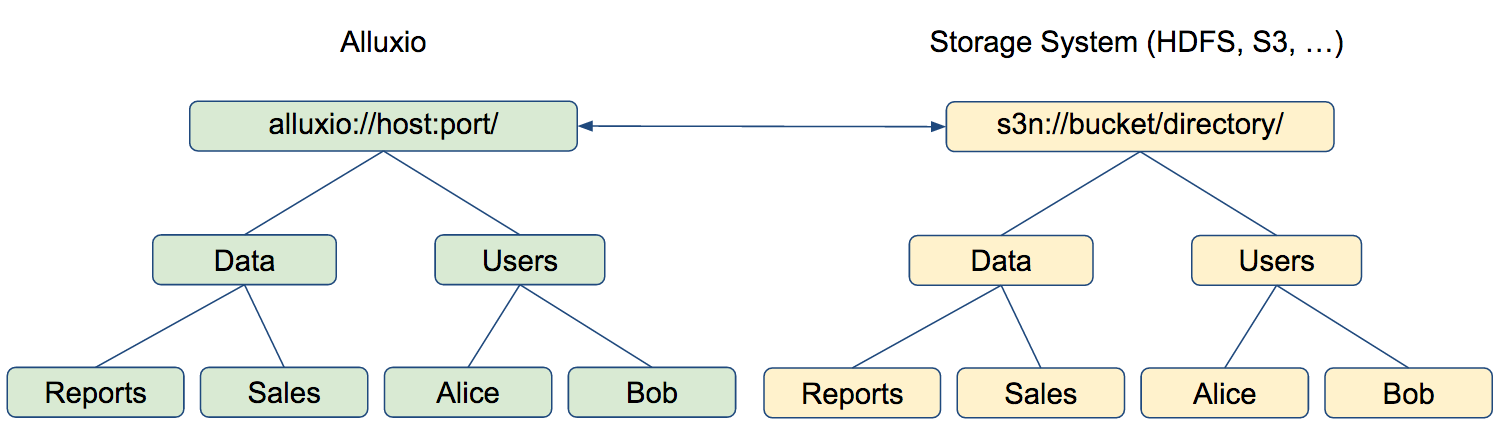 Alluxio
Storage System (HDFS, S3, …)
alluxio://host:port/
s3n://bucket/directory/
Data
Users
Data
Users
Reports
Sales
Alice
Bob
Reports
Sales
Alice
Bob